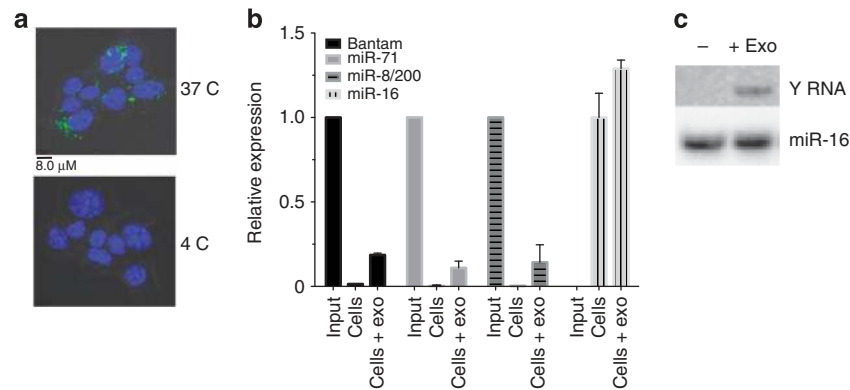 a
37 C
8.0 µM
4 C
b
Relative expression
1.5
1.0
0.5
0
Bantam
miR-71
miR-8/200
miR-16
Input
Cells
Cells + exo
Input
Cells
Cells + exo
Input
Cells
Cells + exo
Input
Cells
Cells + exo
c
– + Exo
Y RNA
miR-16